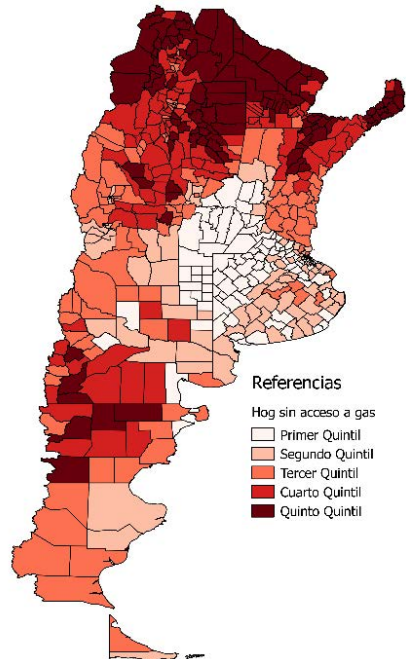 Referencias
Hog sin acceso a gas
Primer Quintil
Segundo Quintil
Tercer Quintil
Cuarto Quintil
Quinto Quintil